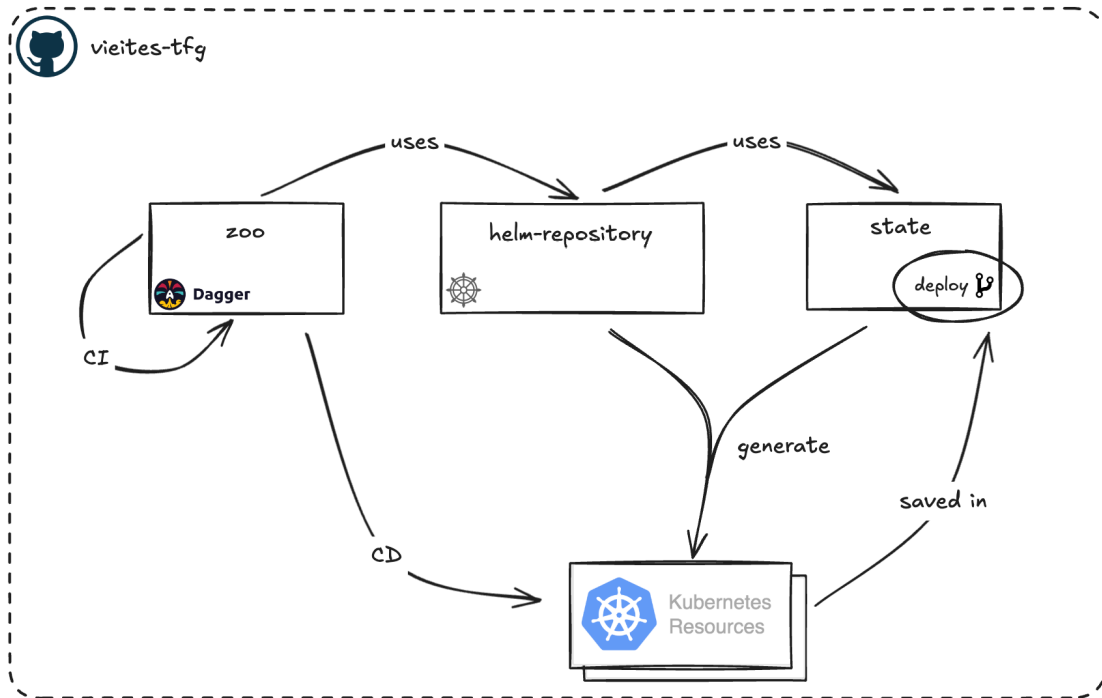 vieites-tfg
uses
uses
zoo
helm-repository
state
Dagger
deploy
CI
generate
saved in
CD
Kubernetes
Resources